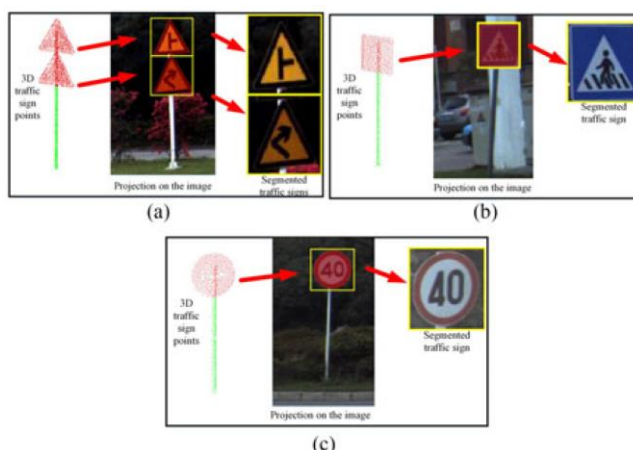 3D
traffic
sign
points
Projection on the image
Segmented
traffic signs
(a)
3D
traffic
sign
points
Projection on the image
Segmented
traffic sign
(b)
3D
traffic
sign
points
40
Projection on the image
40
Segmented
traffic sign
(c)